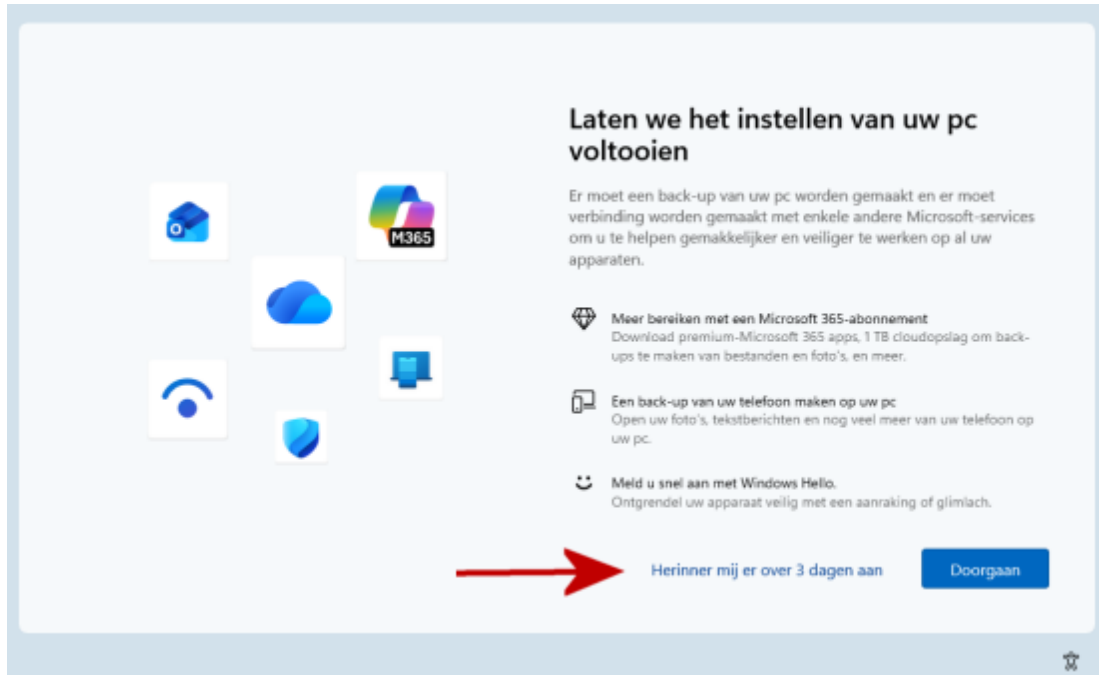 Laten we het instellen van uw pc
voltooien
Er moet een back-up van uw pc worden gemaakt en er moet
verbinding worden gemaakt met enkele andere Microsoft-services
om u te helpen gemakkelijker en veiliger te werken op al uw
apparaten.
M365
Meer bereiken met een Microsoft 365-abonnement
Download premium-Microsoft 365 apps, 1 TB cloudopslag om back-
ups te maken van bestanden en foto's, en meer.
Een back-up van uw telefoon maken op uw pc
Open uw foto's, tekstberichten en nog veel meer van uw telefoon op
uw pc.
Meld u snel aan met Windows Hello.
Ontgrendel uw apparaat veilig met een aanraking of glimlach.
Herinner mij er over 3 dagen aan
Doorgaan